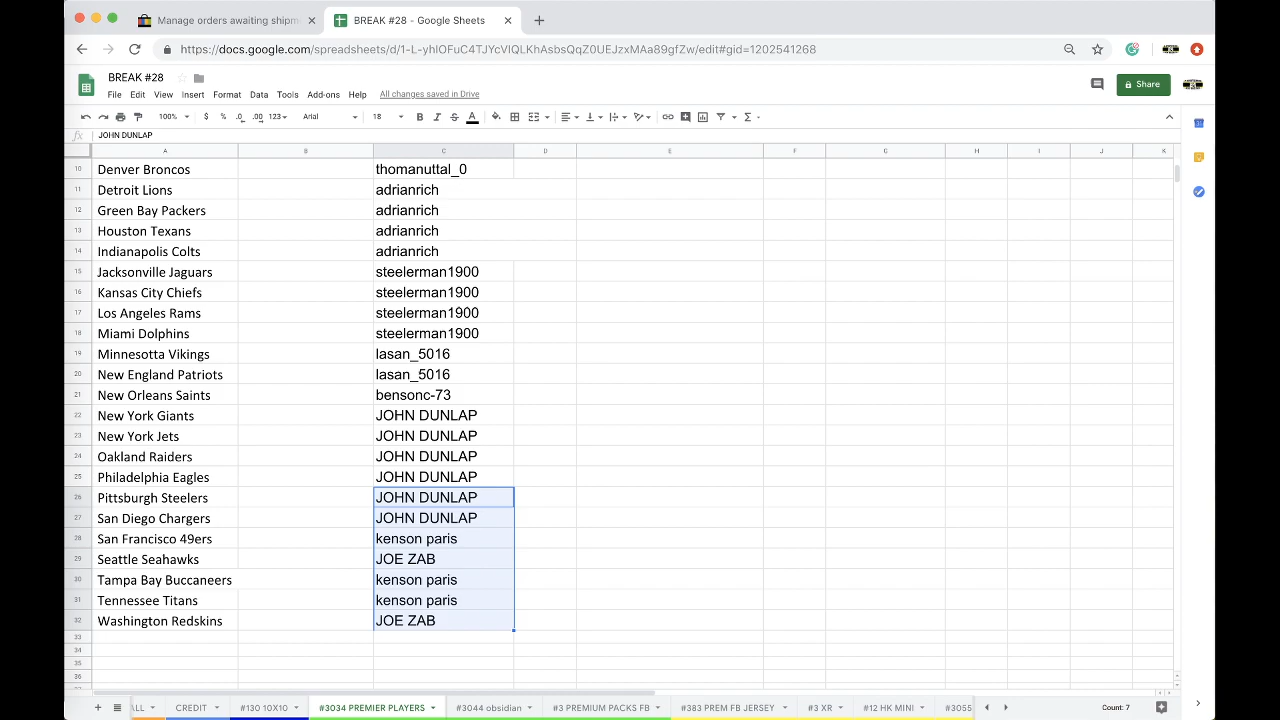 Manage orders awaiting shipm
BREAK #28 - Google Sheets
https://docs.google.com/spreadsheets/d/1-L-yhIOFuC4TJYcVIQLKhAsbsQqZ0UEJzxMAa89gfZw/edit#gid=1202541268
BREAK #28
File Edit View Insert Format Data Tools Add-ons Help All changes saved in Drive
Share
100% $ % .0 .00 123 Arial 18 B I S A
fx JOHN DUNLAP
A B C D E F G H I J K
10 Denver Broncos thomanuttal_0
11 Detroit Lions adrianrich
12 Green Bay Packers adrianrich
13 Houston Texans adrianrich
14 Indianapolis Colts adrianrich
15 Jacksonville Jaguars steelerman1900
16 Kansas City Chiefs steelerman1900
17 Los Angeles Rams steelerman1900
18 Miami Dolphins steelerman1900
19 Minnesotta Vikings lasan_5016
20 New England Patriots lasan_5016
21 New Orleans Saints bensonc-73
22 New York Giants JOHN DUNLAP
23 New York Jets JOHN DUNLAP
24 Oakland Raiders JOHN DUNLAP
25 Philadelphia Eagles JOHN DUNLAP
26 Pittsburgh Steelers JOHN DUNLAP
27 San Diego Chargers JOHN DUNLAP
28 San Francisco 49ers kenson paris
29 Seattle Seahawks JOE ZAB
30 Tampa Bay Buccaneers kenson paris
31 Tennessee Titans kenson paris
32 Washington Redskins JOE ZAB
33
34
35
36
ALL CREDIT #130 10X10 #3034 PREMIER PLAYERS obsidian #3 PREMIUM PACKS FB #383 PREM FB JERSEY #3 XR #12 HK MINI #3055
Count: 7